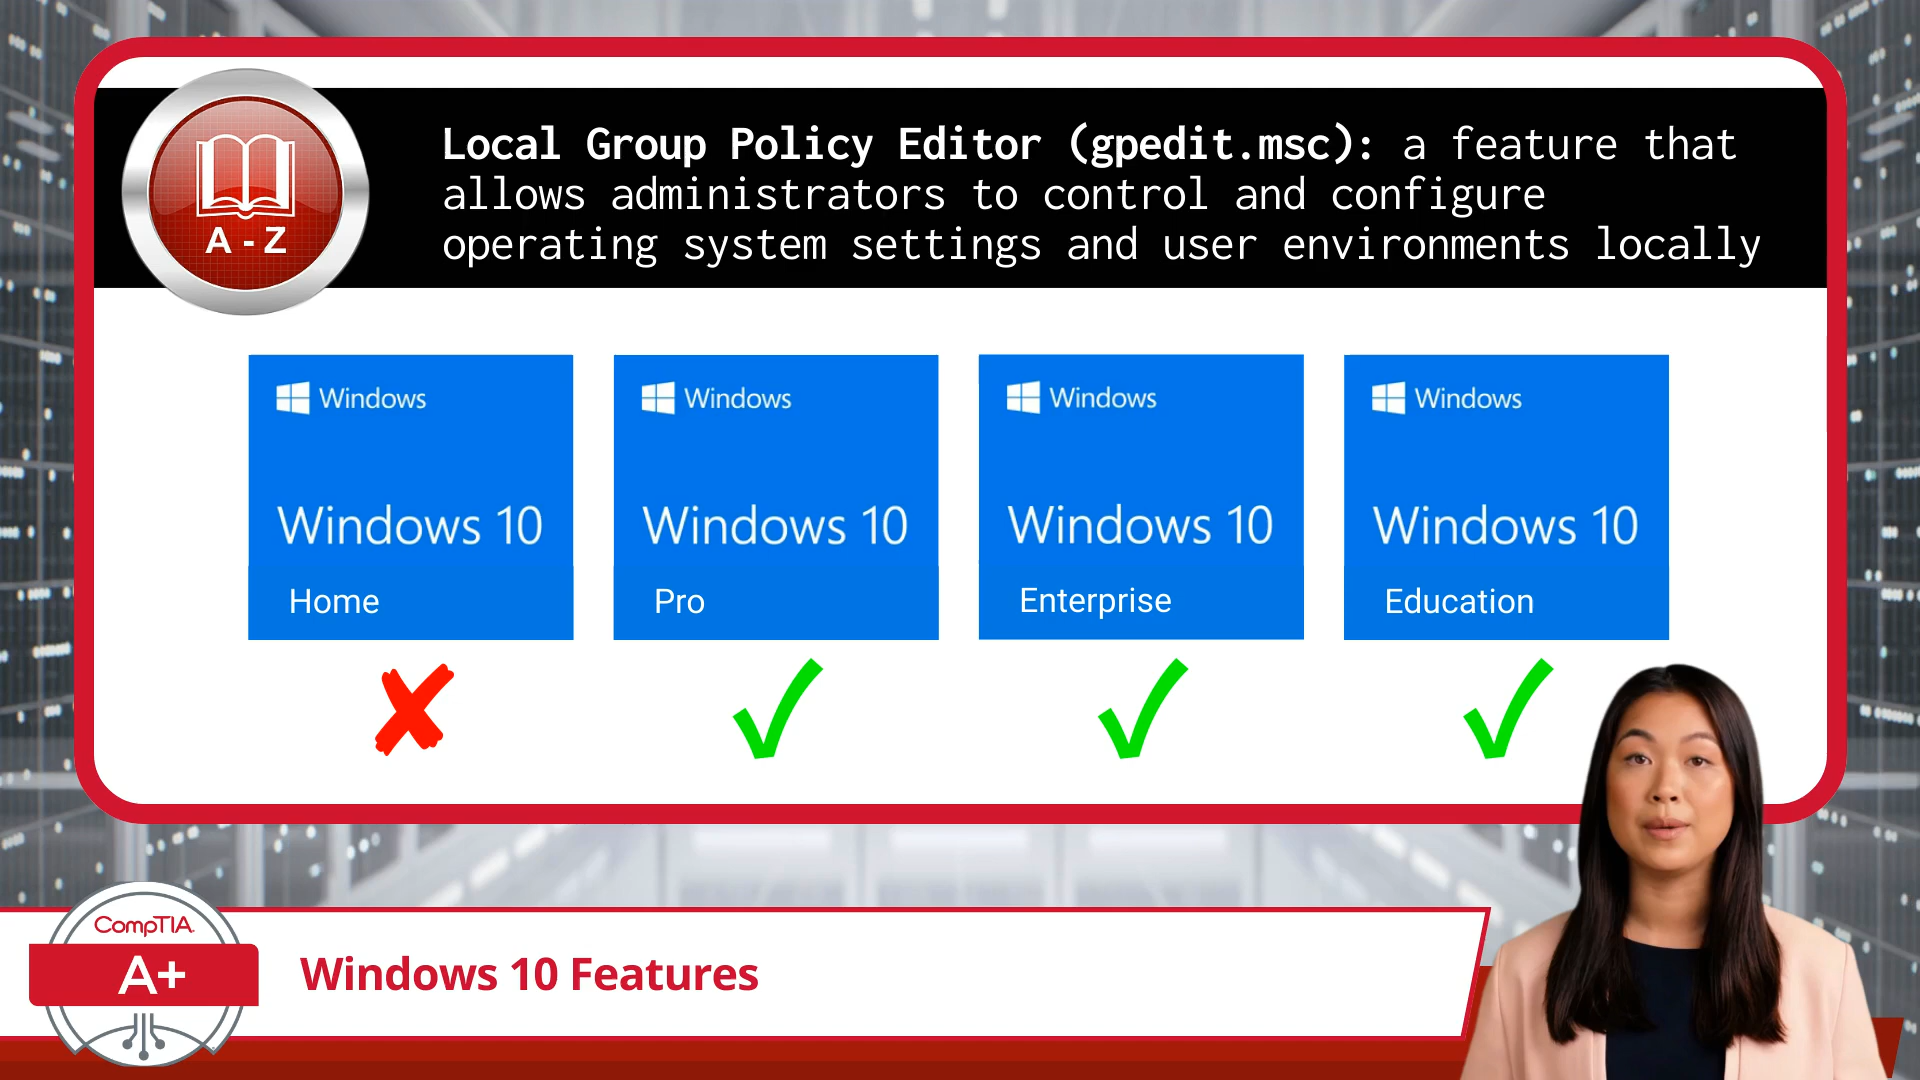 Local Group Policy Editor (gpedit.msc): a feature that
allows administrators to control and configure
operating system settings and user environments locally
A - Z
Windows
Windows 10
Home
Windows
Windows 10
Pro
Windows
Windows 10
Enterprise
Windows
Windows 10
Education
CompTIA.
A+
Windows 10 Features